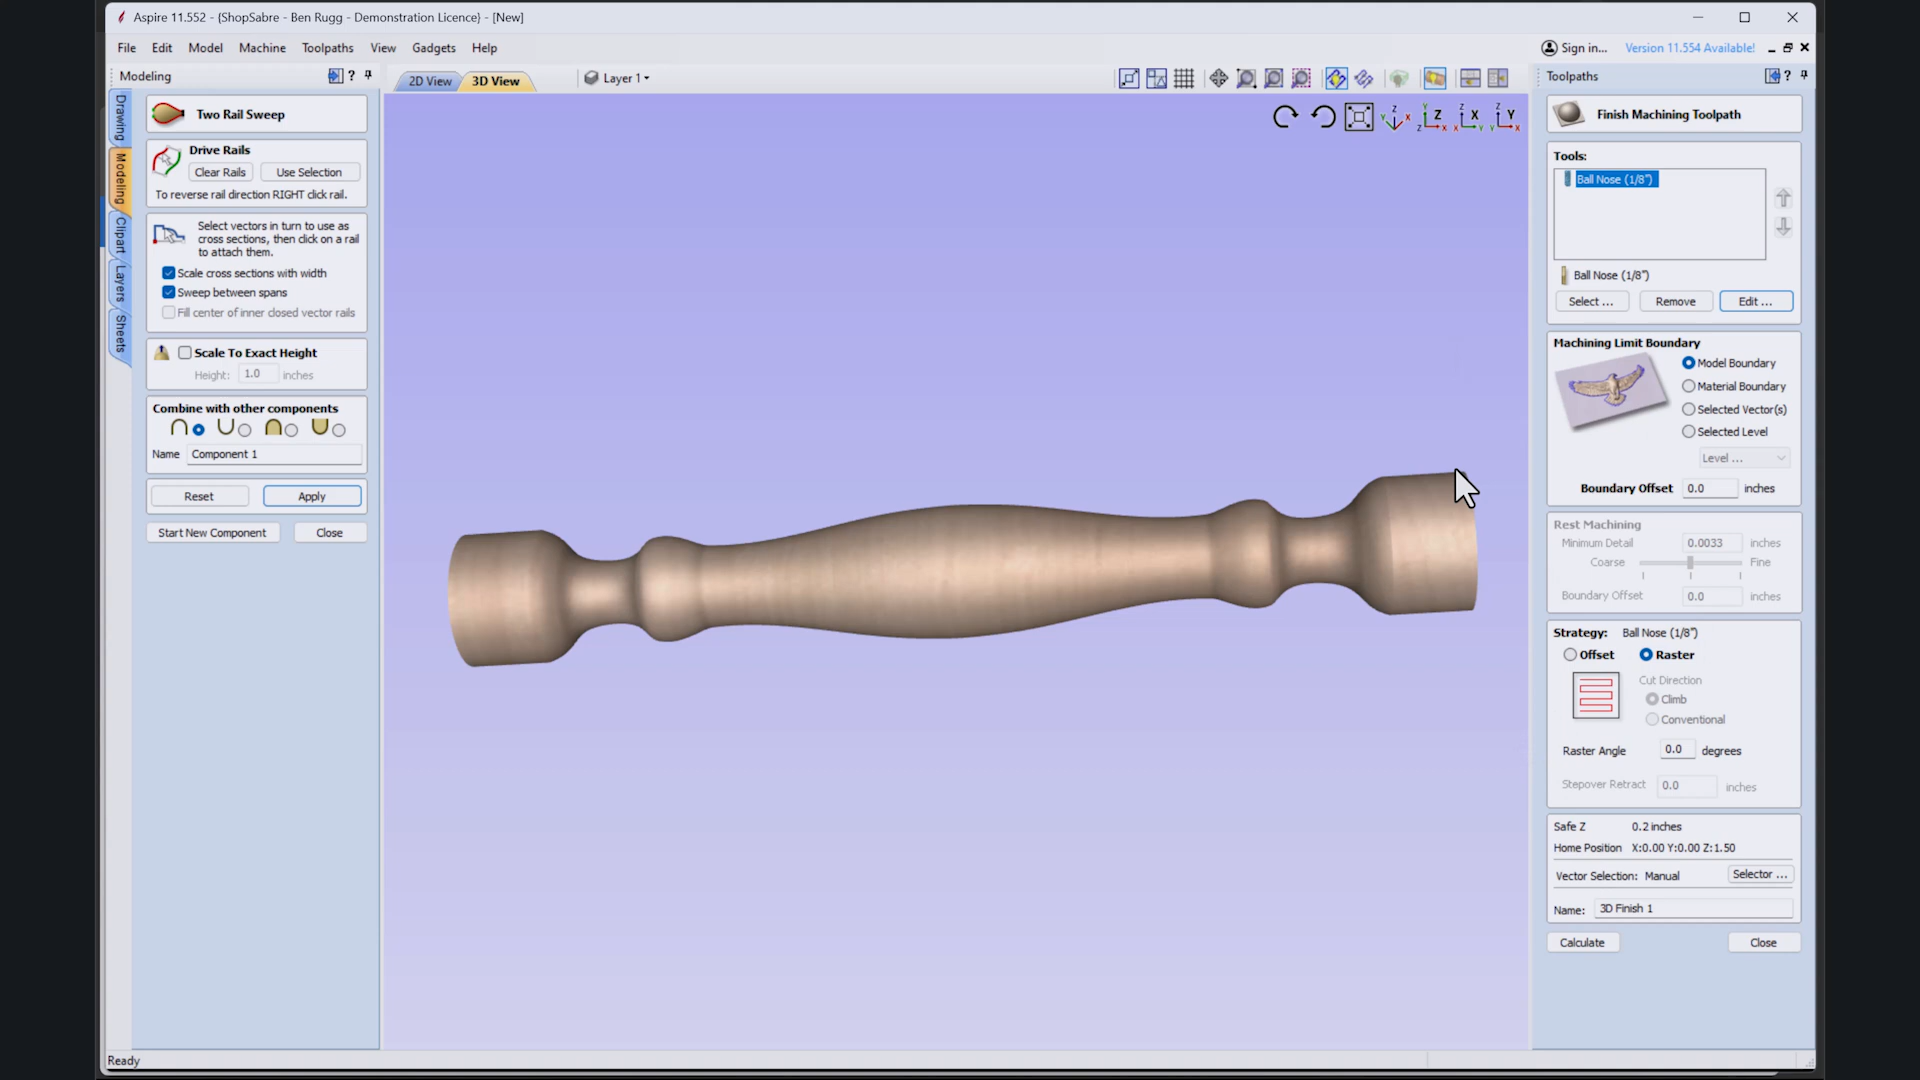 Aspire 11.552 - {ShopSabre - Ben Rugg - Demonstration Licence} - [New]
File Edit Model Machine Toolpaths View Gadgets Help
Sign in... Version 11.554 Available!
Modeling
?
2D View 3D View
Layer 1
Toolpaths
?
Drawing
Modeling
Clipart
Layers
Sheets
Two Rail Sweep
Drive Rails
Clear Rails Use Selection
To reverse rail direction RIGHT click rail.
Select vectors in turn to use as
cross sections, then click on a rail
to attach them.
Scale cross sections with width
Sweep between spans
Fill center of inner closed vector rails
Scale To Exact Height
Height: 1.0 inches
Combine with other components
Name Component 1
Reset Apply
Start New Component Close
Finish Machining Toolpath
Tools:
Ball Nose (1/8")
Ball Nose (1/8")
Select ... Remove Edit ...
Machining Limit Boundary
Model Boundary
Material Boundary
Selected Vector(s)
Selected Level
Level ...
Boundary Offset 0.0 inches
Rest Machining
Minimum Detail 0.0033 inches
Coarse Fine
Boundary Offset 0.0 inches
Strategy: Ball Nose (1/8")
Offset Raster
Cut Direction
Climb
Conventional
Raster Angle 0.0 degrees
Stepover Retract 0.0 inches
Safe Z 0.2 inches
Home Position X:0.00 Y:0.00 Z:1.50
Vector Selection: Manual Selector ...
Name: 3D Finish 1
Calculate Close
Ready